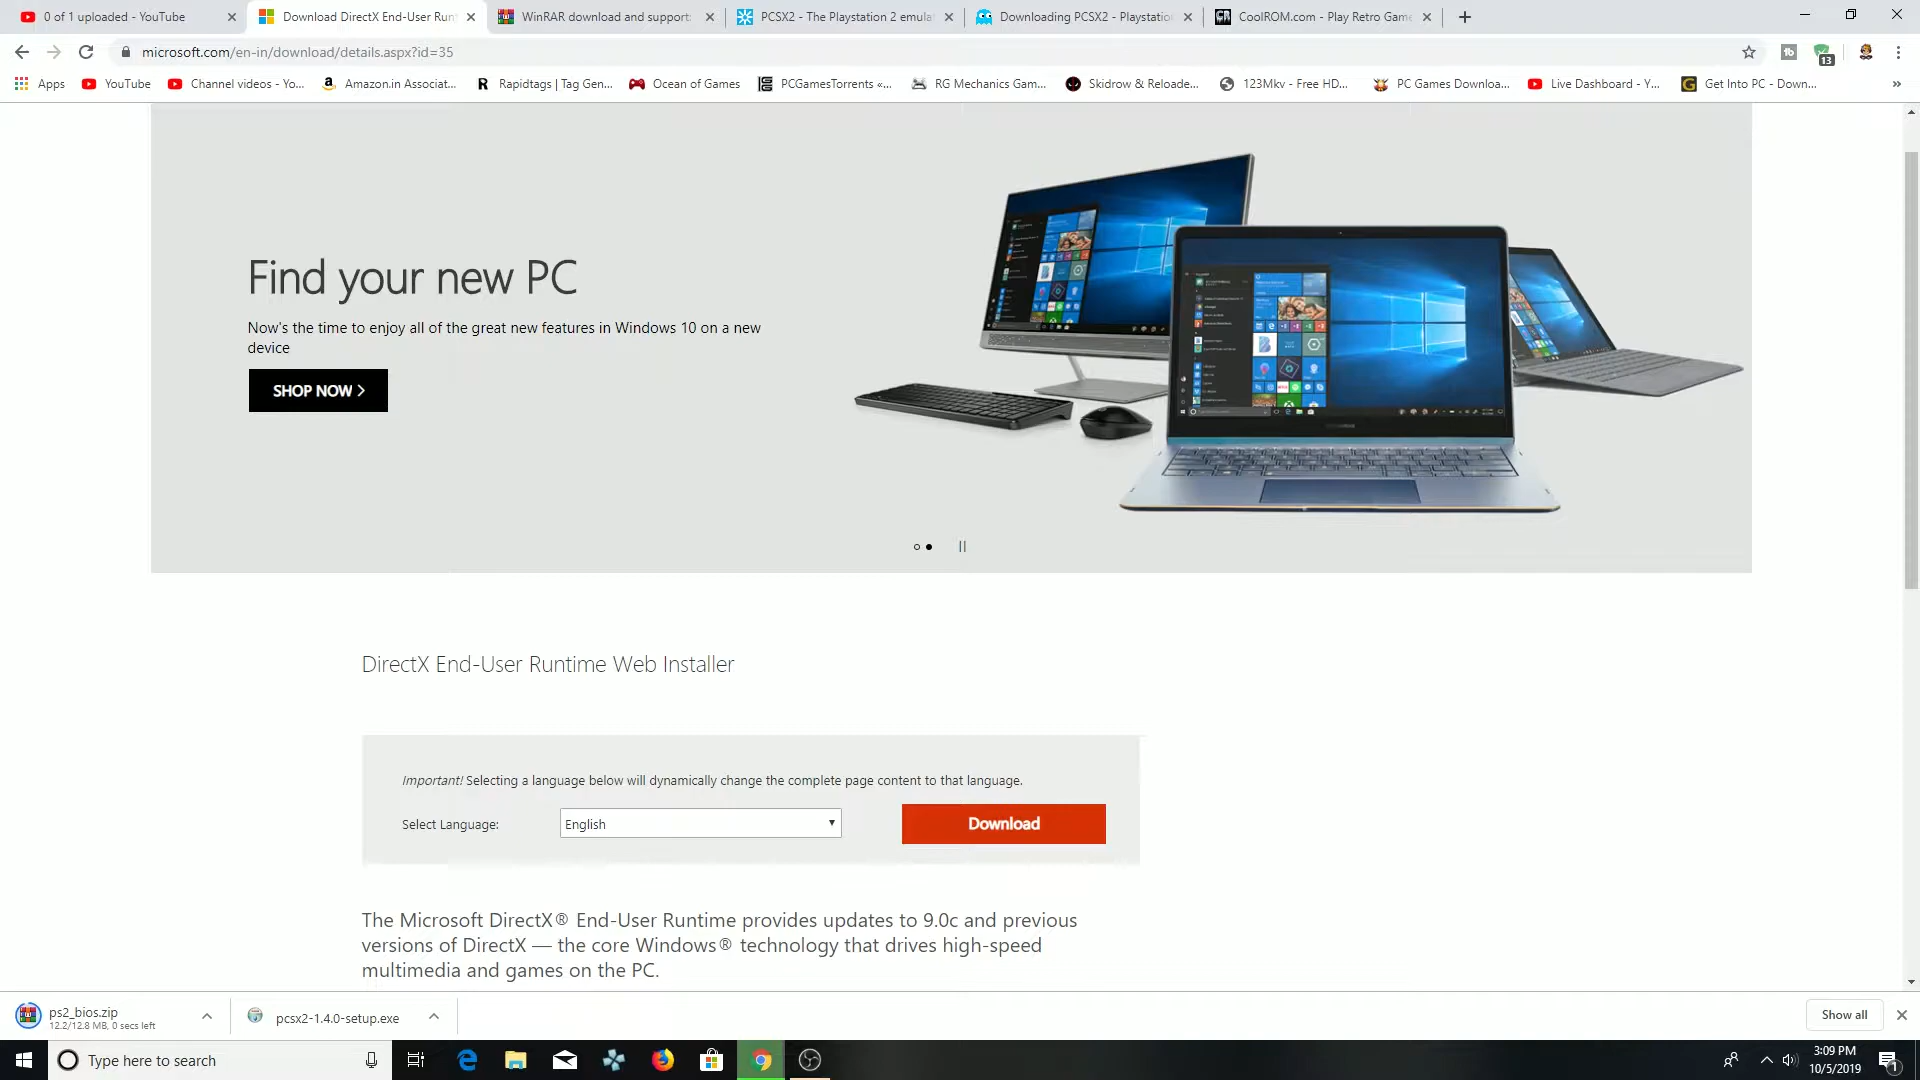 0 of 1 uploaded - YouTube
Download DirectX End-User Run
WinRAR download and support:
PCSX2 - The Playstation 2 emula
Downloading PCSX2 - Playstatio
CoolROM.com - Play Retro Game
microsoft.com/en-in/download/details.aspx?id=35
13
Apps
YouTube
Channel videos - Yo...
Amazon.in Associat...
Rapidtags | Tag Gen...
Ocean of Games
PCGamesTorrents «...
RG Mechanics Gam...
Skidrow & Reloade...
123Mkv - Free HD...
PC Games Downloa...
Live Dashboard - Y...
Get Into PC - Down...
»
Find your new PC
Now's the time to enjoy all of the great new features in Windows 10 on a new
device
SHOP NOW >
DirectX End-User Runtime Web Installer
Important! Selecting a language below will dynamically change the complete page content to that language.
Select Language:
English
Download
The Microsoft DirectX® End-User Runtime provides updates to 9.0c and previous
versions of DirectX — the core Windows® technology that drives high-speed
multimedia and games on the PC.
ps2_bios.zip
12.2/12.8 MB, 0 secs left
pcsx2-1.4.0-setup.exe
Show all
Type here to search
3:09 PM
10/5/2019
1